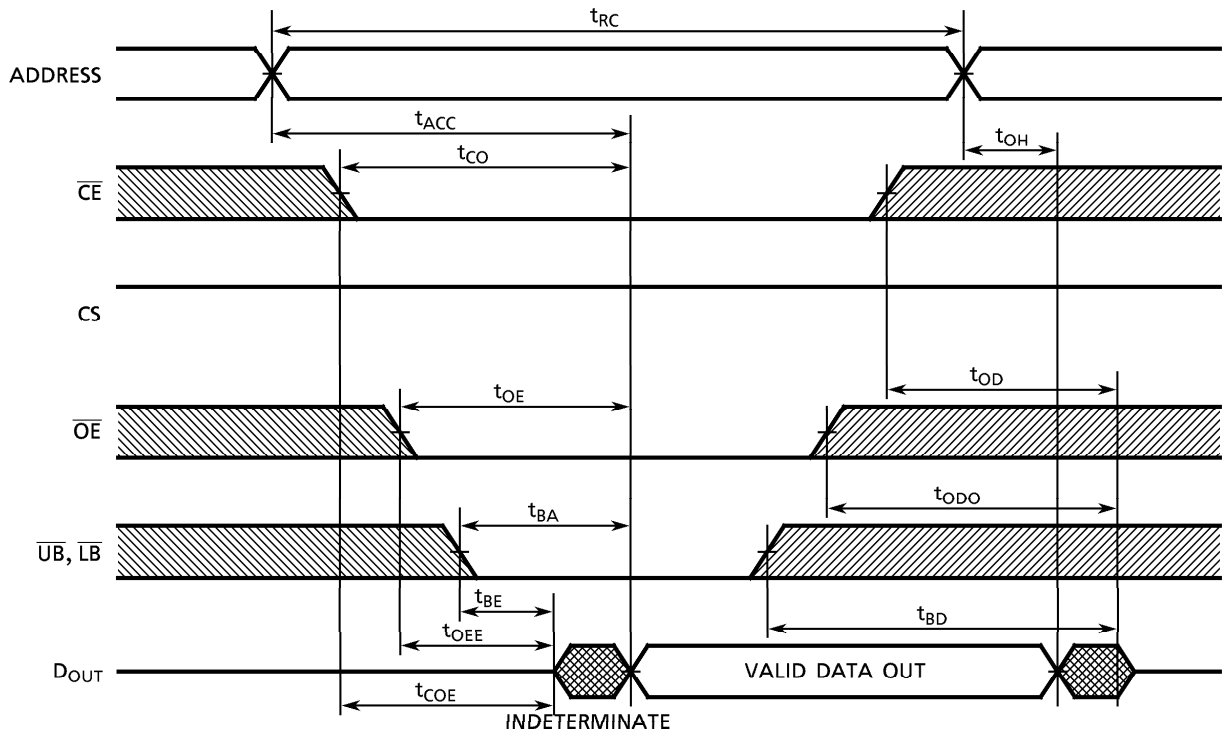 tRC
ADDRESS
tACC
tOH
tCO
CE
CS
tOD
tOE
OE
tODO
tBA
UB, LB
tBE
tBD
tOEE
DOUT
VALID DATA OUT
tCOE
INDETERMINATE